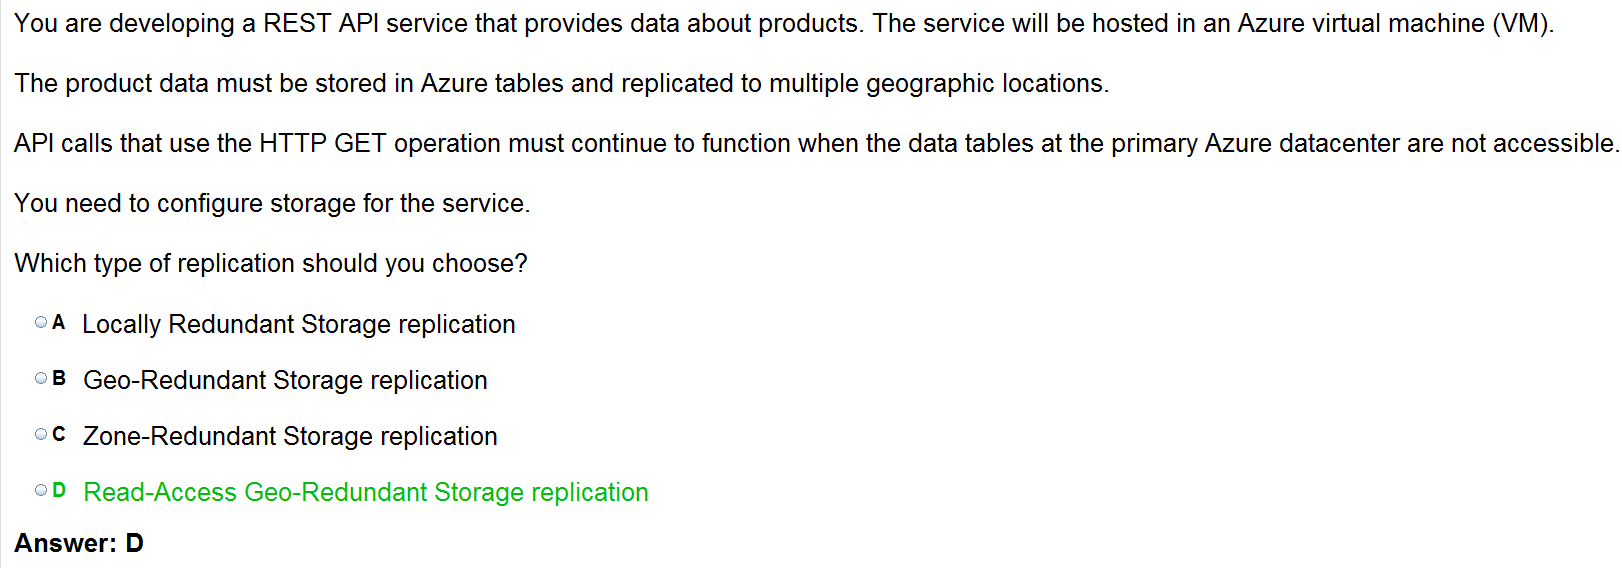 You are developing a REST API service that provides data about products. The service will be hosted in an Azure virtual machine (VM).
The product data must be stored in Azure tables and replicated to multiple geographic locations.
API calls that use the HTTP GET operation must continue to function when the data tables at the primary Azure datacenter are not accessible.
You need to configure storage for the service.
Which type of replication should you choose?
A Locally Redundant Storage replication
B Geo-Redundant Storage replication
C Zone-Redundant Storage replication
D Read-Access Geo-Redundant Storage replication
Answer: D